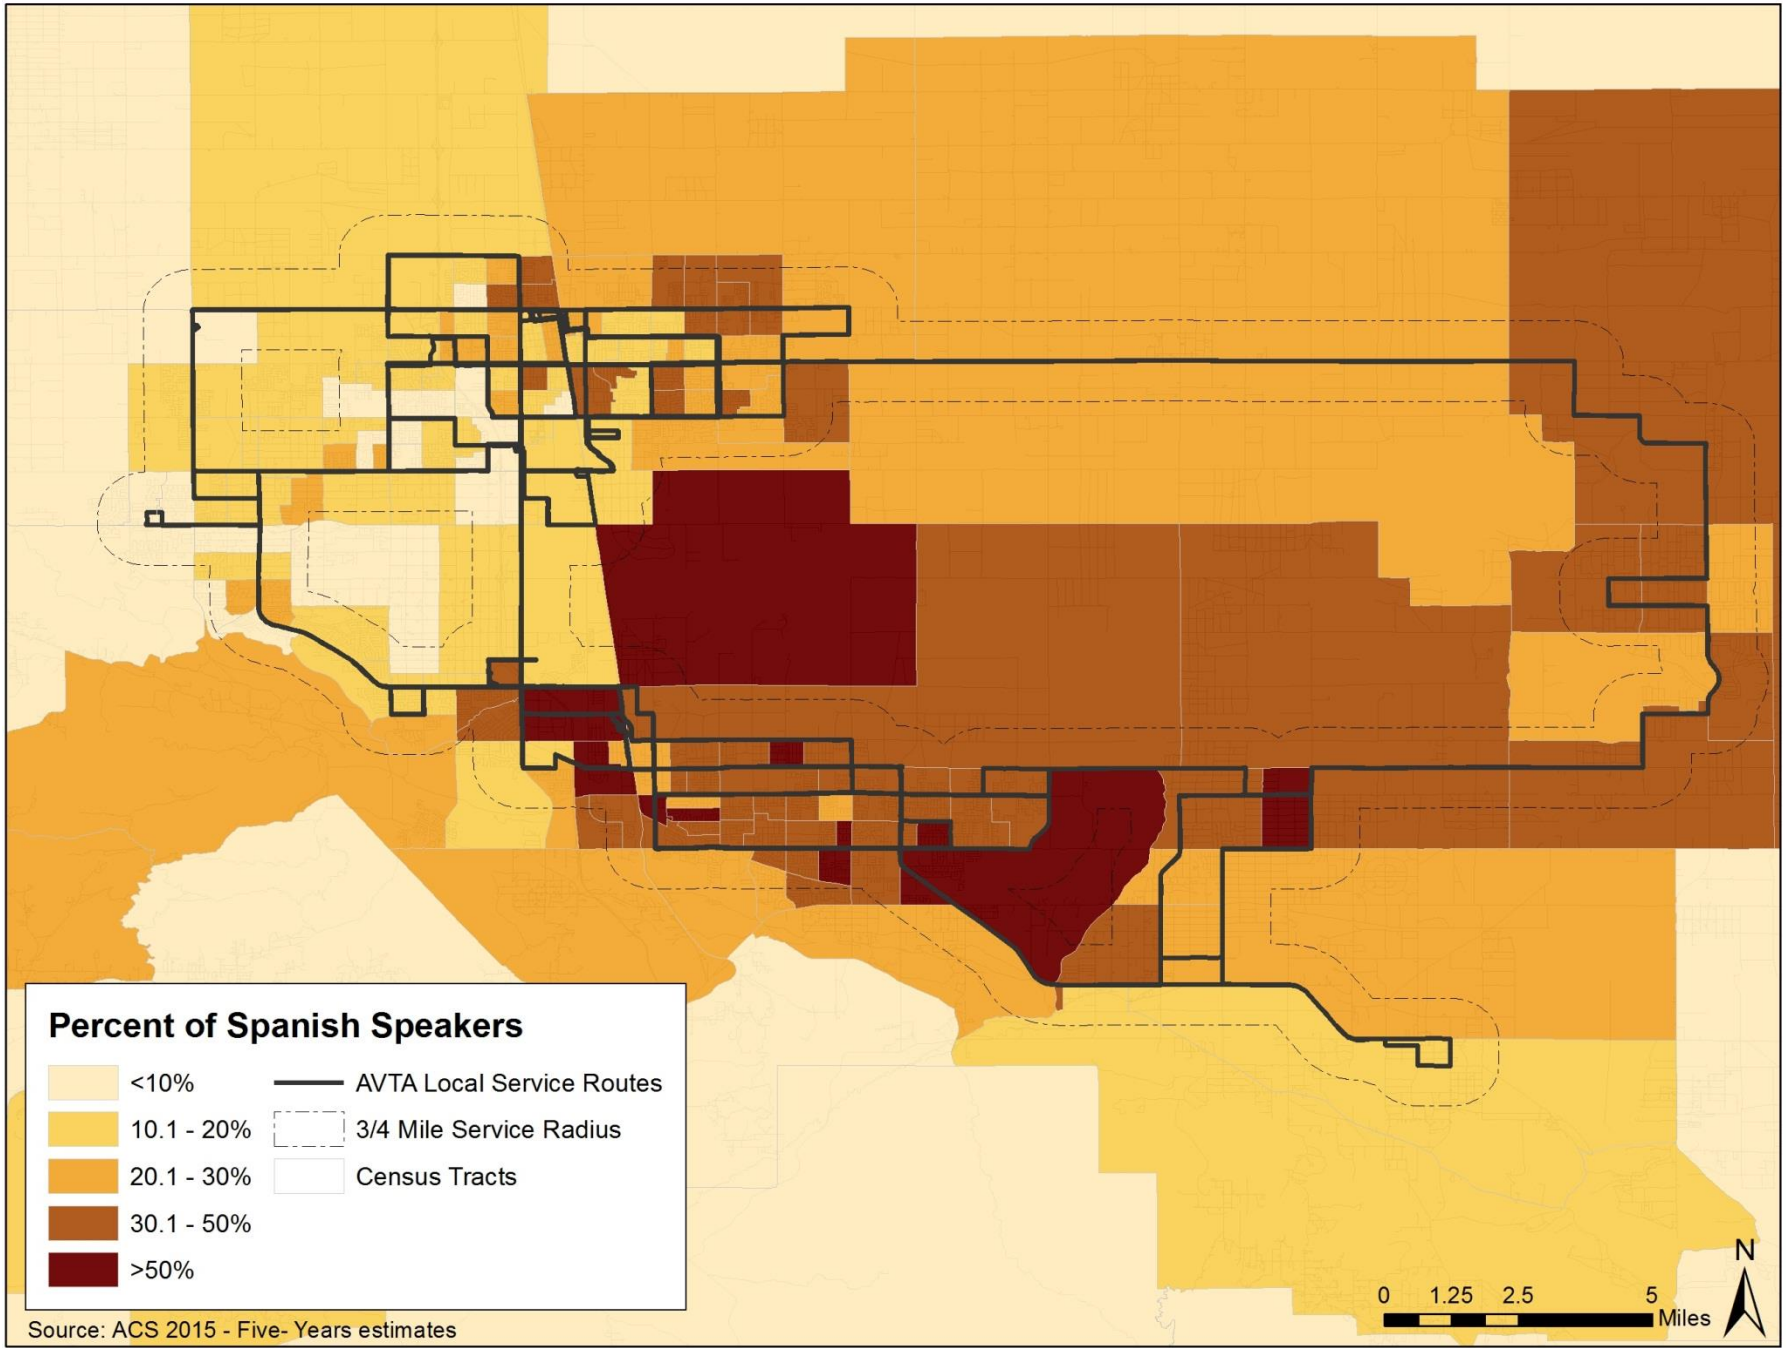 Percent of Spanish Speakers
<10% AVTA Local Service Routes
10.1 - 20% 3/4 Mile Service Radius
20.1 - 30% Census Tracts
30.1 - 50%
>50%
Source: ACS 2015 - Five- Years estimates
N
0 1.25 2.5 5
Miles